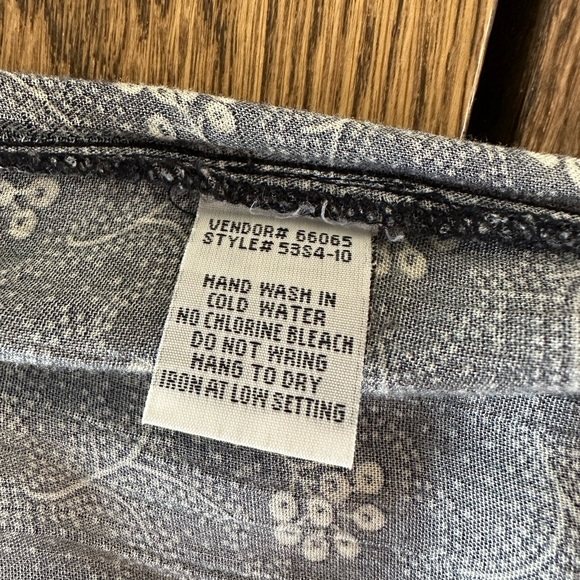 VENDOR# 66065
STYLE# 53S4-10
HAND WASH IN
COLD WATER
NO CHLORINE BLEACH
DO NOT WRING
HANG TO DRY
IRON AT LOW SETTING